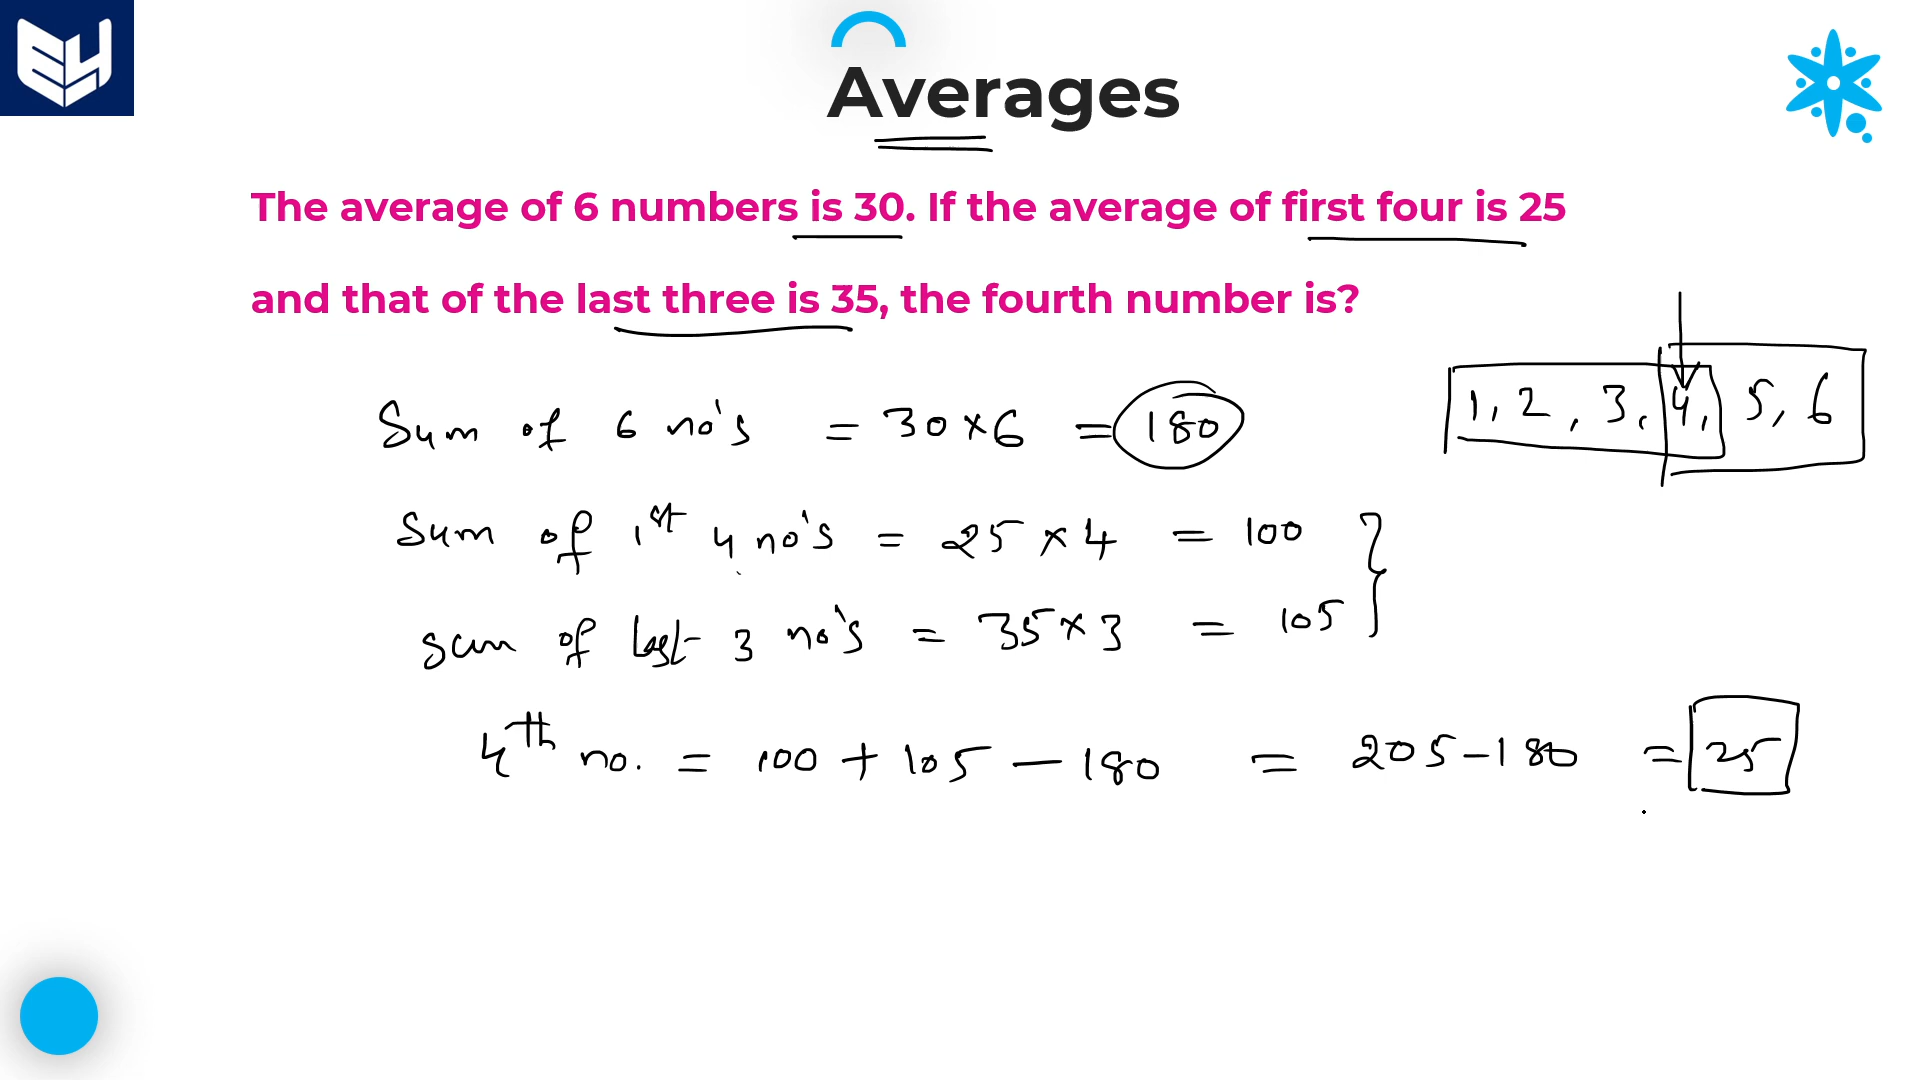 Averages
The average of 6 numbers is 30. If the average of first four is 25
and that of the last three is 35, the fourth number is?
1, 2, 3, 4, 5, 6
Sum of 6 no's = 30 × 6 = 180
Sum of 1st 4 no's = 25 × 4 = 100
sum of last 3 no's = 35 × 3 = 105
4th no. = 100 + 105 - 180 = 205 - 180 = 25